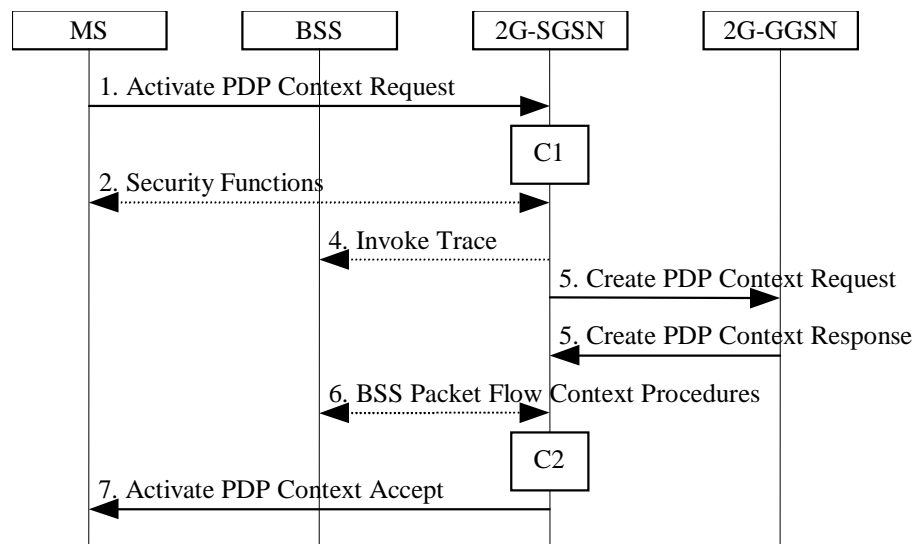 MS BSS 2G-SGSN 2G-GGSN
1. Activate PDP Context Request
C1
2. Security Functions
4. Invoke Trace
5. Create PDP Context Request
5. Create PDP Context Response
6. BSS Packet Flow Context Procedures
C2
7. Activate PDP Context Accept